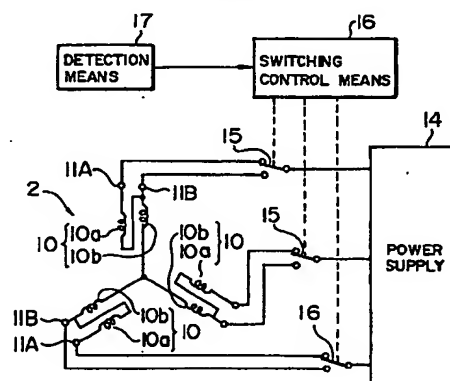 17
DETECTION
MEANS
16
SWITCHING
CONTROL MEANS
14
15
11A
11B
2
10a
10
10b
15
10b
10a
10
POWER
SUPPLY
11B
10b
10
11A
10a
16